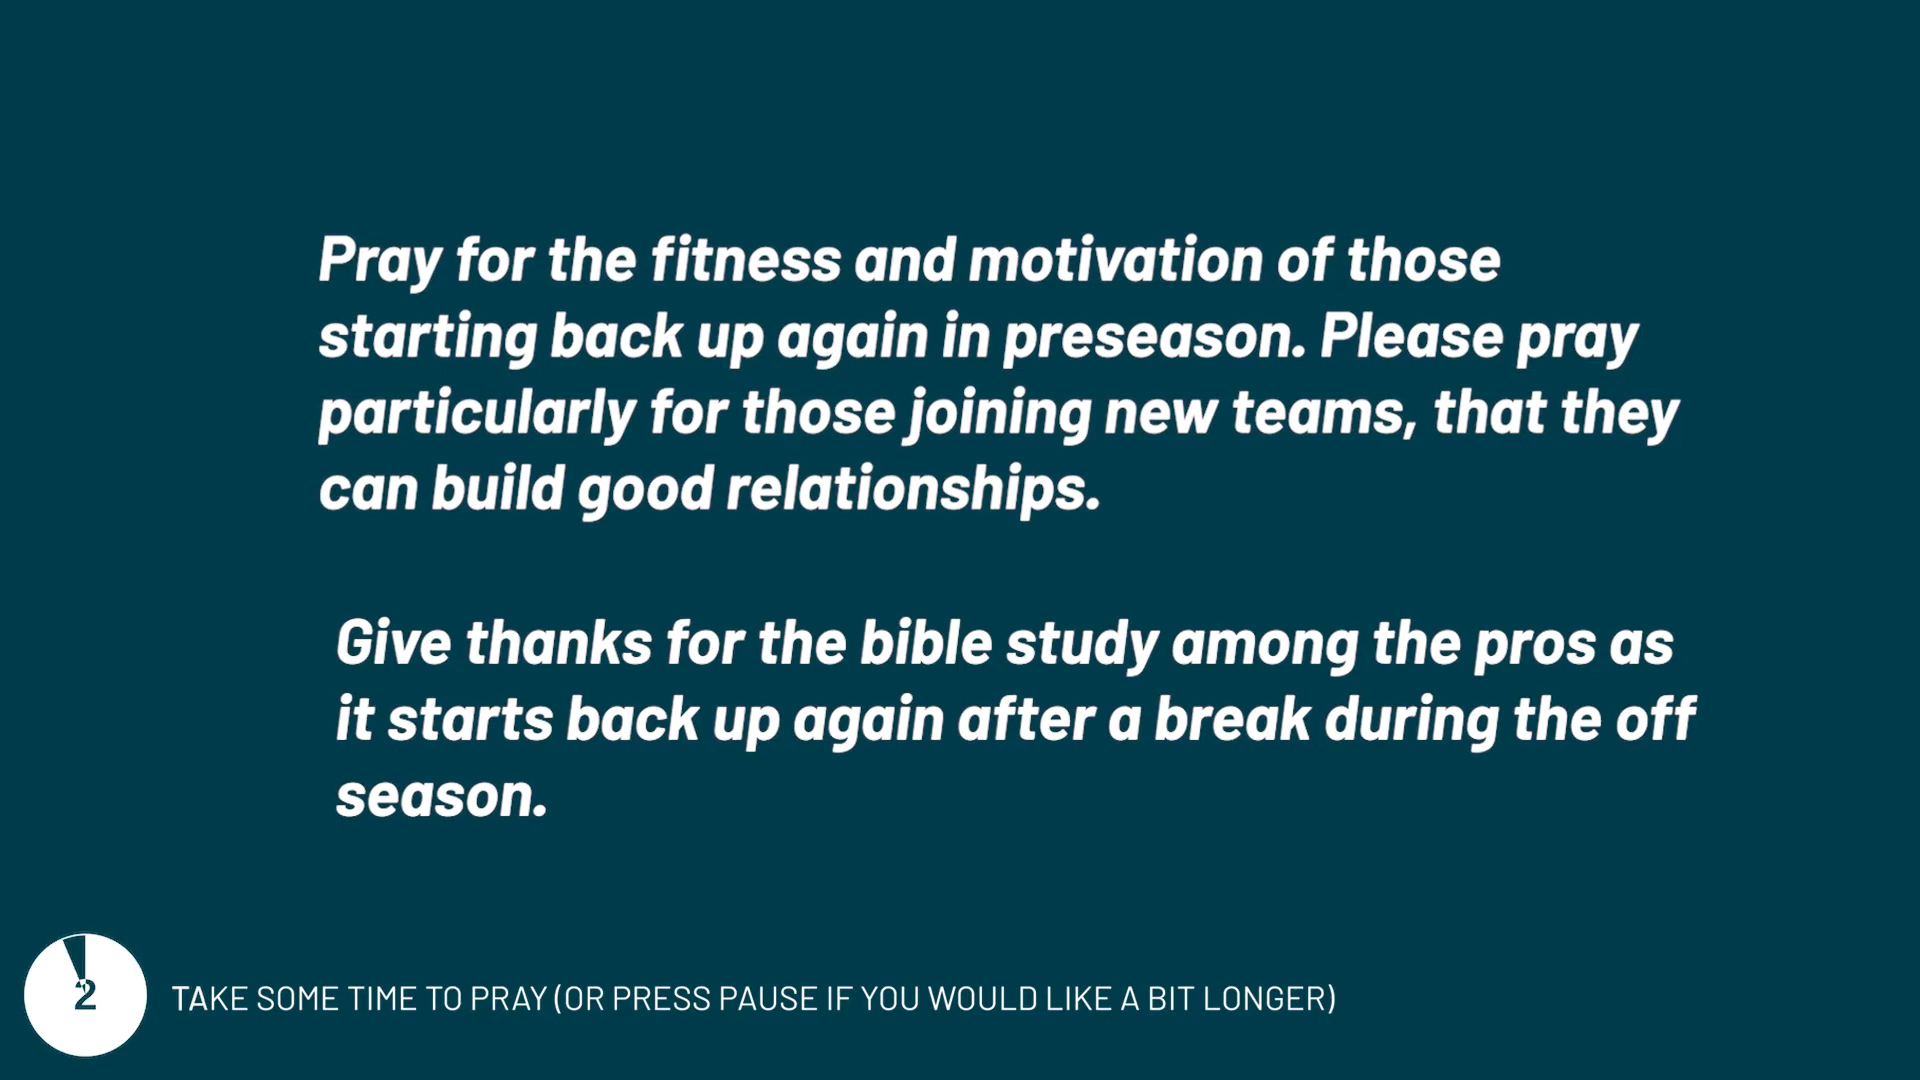 Pray for the fitness and motivation of those
starting back up again in preseason. Please pray
particularly for those joining new teams, that they
can build good relationships.
Give thanks for the bible study among the pros as
it starts back up again after a break during the off
season.
2
TAKE SOME TIME TO PRAY (OR PRESS PAUSE IF YOU WOULD LIKE A BIT LONGER)